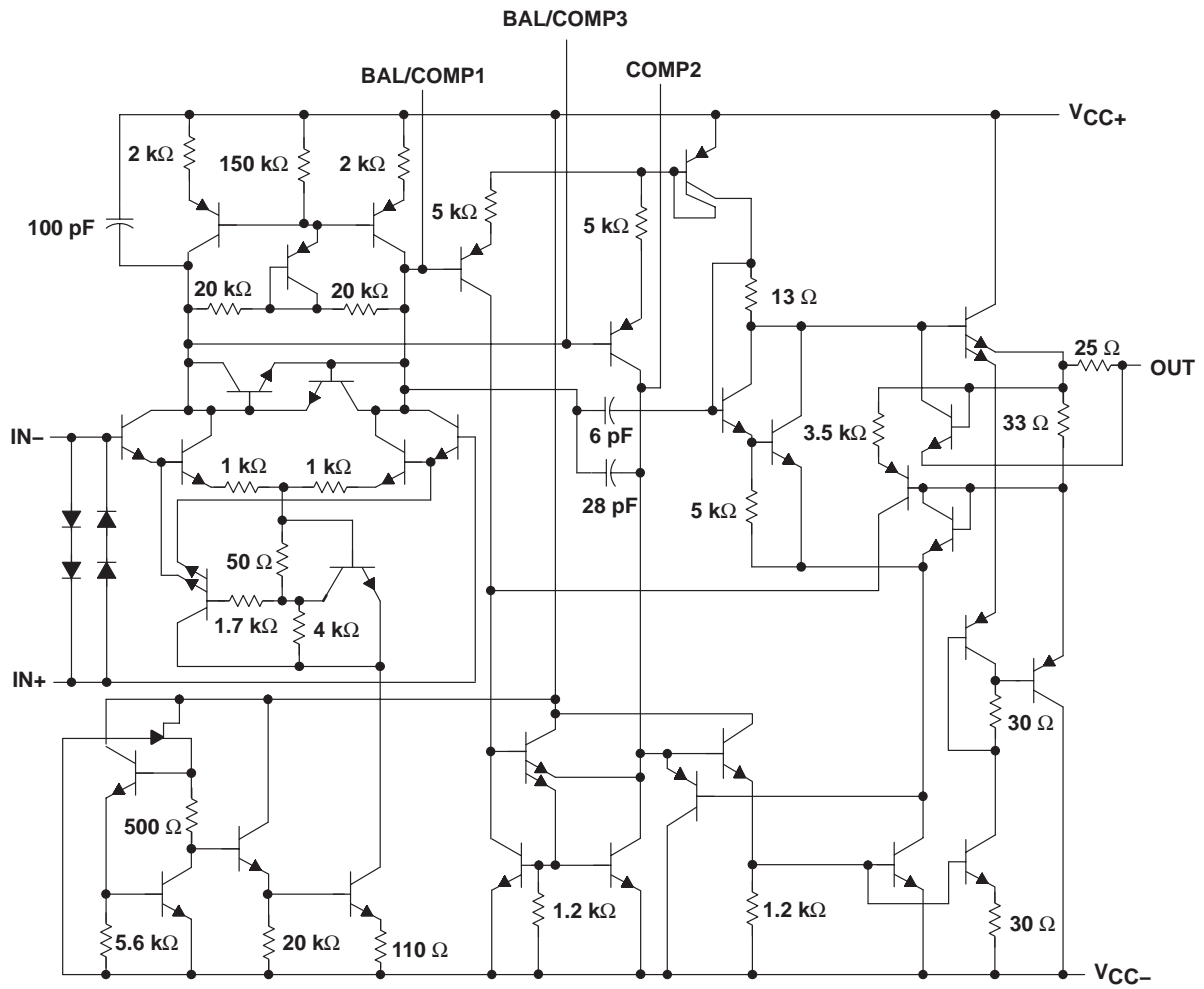 BAL/COMP3
BAL/COMP1
COMP2
VCC+
2 kΩ
150 kΩ
2 kΩ
100 pF
5 kΩ
5 kΩ
20 kΩ
20 kΩ
13 Ω
25 Ω
OUT
IN−
6 pF
3.5 kΩ
33 Ω
1 kΩ
1 kΩ
28 pF
5 kΩ
50 Ω
1.7 kΩ
4 kΩ
IN+
30 Ω
500 Ω
5.6 kΩ
20 kΩ
110 Ω
1.2 kΩ
1.2 kΩ
30 Ω
VCC−